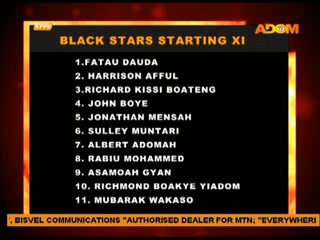 LIVE
ADOM
BLACK STARS STARTING XI
1.FATAU DAUDA
2. HARRISON AFFUL
3.RICHARD KISSI BOATENG
4. JOHN BOYE
5. JONATHAN MENSAH
6. SULLEY MUNTARI
7. ALBERT ADOMAH
8. RABIU MOHAMMED
9. ASAMOAH GYAN
10. RICHMOND BOAKYE YIADOM
11. MUBARAK WAKASO
, BISVEL COMMUNICATIONS "AUTHORISED DEALER FOR MTN; "EVERYWHERE